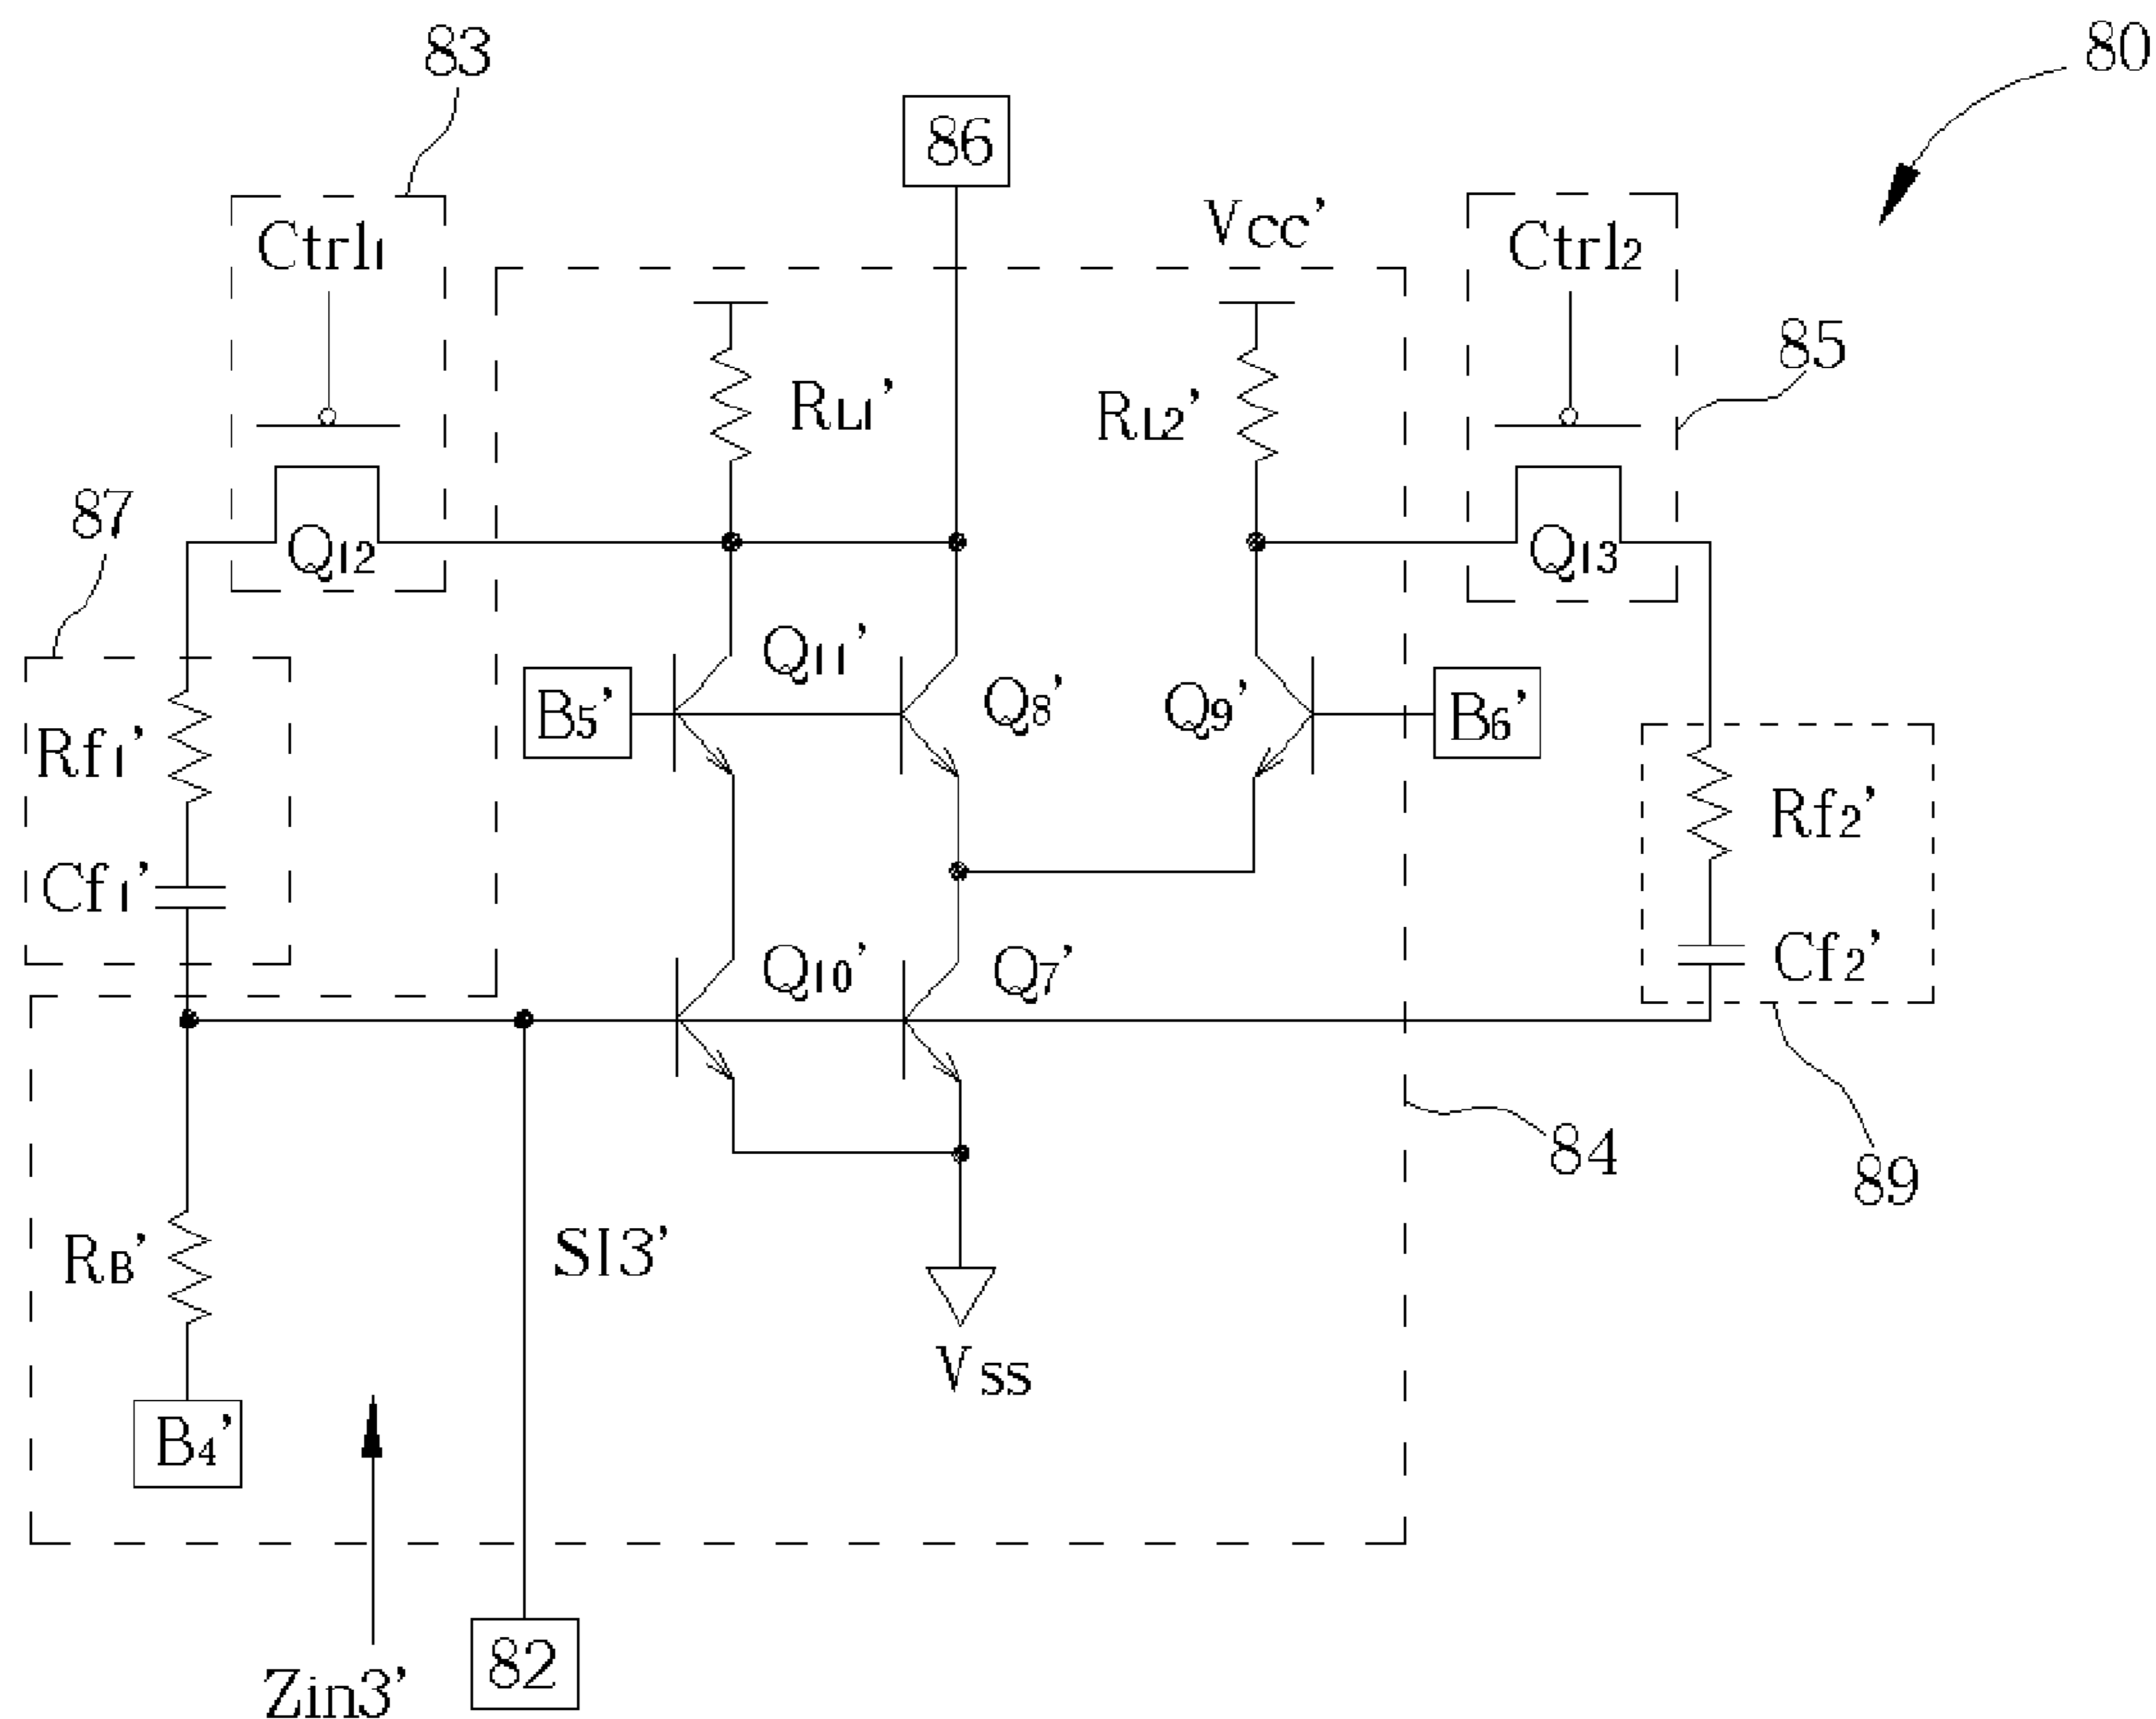 83
80
86
Vcc'
Ctrl1
Ctrl2
85
RL1'
RL2'
87
Q12
Q13
Q11'
B5'
Q8'
Q9'
B6'
Rf1'
Rf2'
Cf1'
Q10'
Q7'
Cf2'
84
89
RB'
SI3'
Vss
B4'
82
Zin3'